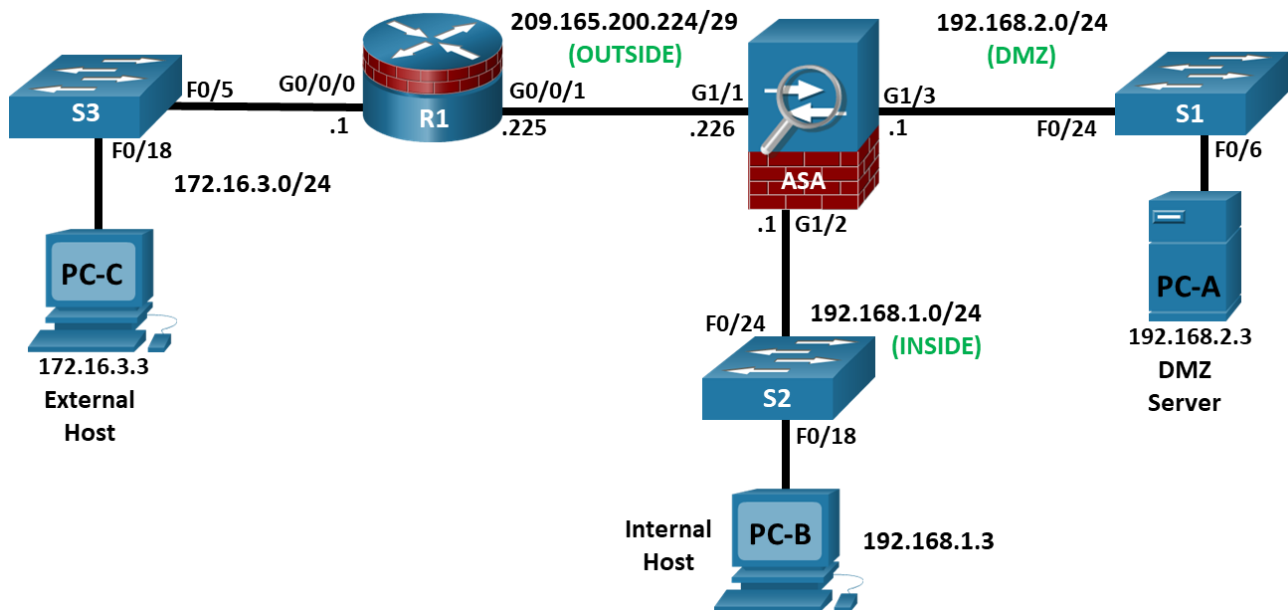 209.165.200.224/29
(OUTSIDE)
192.168.2.0/24
(DMZ)
F0/5
G0/0/0
G0/0/1
G1/1
G1/3
S3
.1
R1
.225
.226
.1
F0/24
S1
F0/18
F0/6
172.16.3.0/24
ASA
.1
G1/2
PC-C
PC-A
F0/24
192.168.1.0/24
(INSIDE)
172.16.3.3
External
Host
192.168.2.3
DMZ
Server
S2
F0/18
Internal
Host
PC-B
192.168.1.3